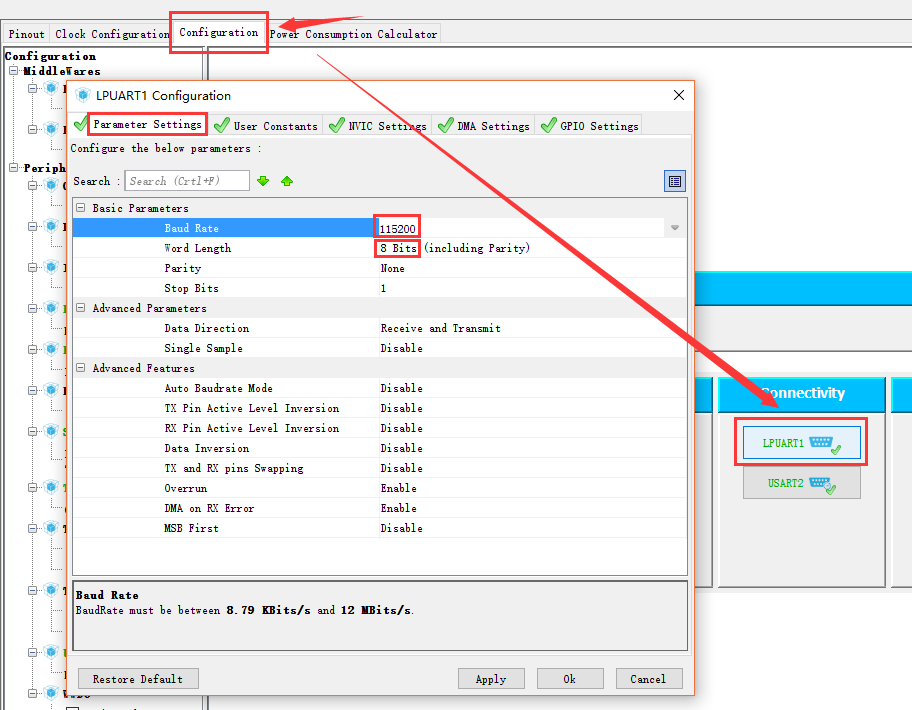 Pinout
Clock Configuration
Configuration
Power Consumption Calculator
Configuration
MiddleWares
Periph
LPUART1 Configuration
Parameter Settings
User Constants
NVIC Settings
DMA Settings
GPIO Settings
Configure the below parameters :
Search : Search (Crtl+F)
Basic Parameters
Baud Rate 115200
Word Length 8 Bits (including Parity)
Parity None
Stop Bits 1
Advanced Parameters
Data Direction Receive and Transmit
Single Sample Disable
Advanced Features
Auto Baudrate Mode Disable
TX Pin Active Level Inversion Disable
RX Pin Active Level Inversion Disable
Data Inversion Disable
TX and RX pins Swapping Disable
Overrun Enable
DMA on RX Error Enable
MSB First Disable
Baud Rate
BaudRate must be between 8.79 KBits/s and 12 MBits/s.
Restore Default
Apply
Ok
Cancel
Connectivity
LPUART1
USART2